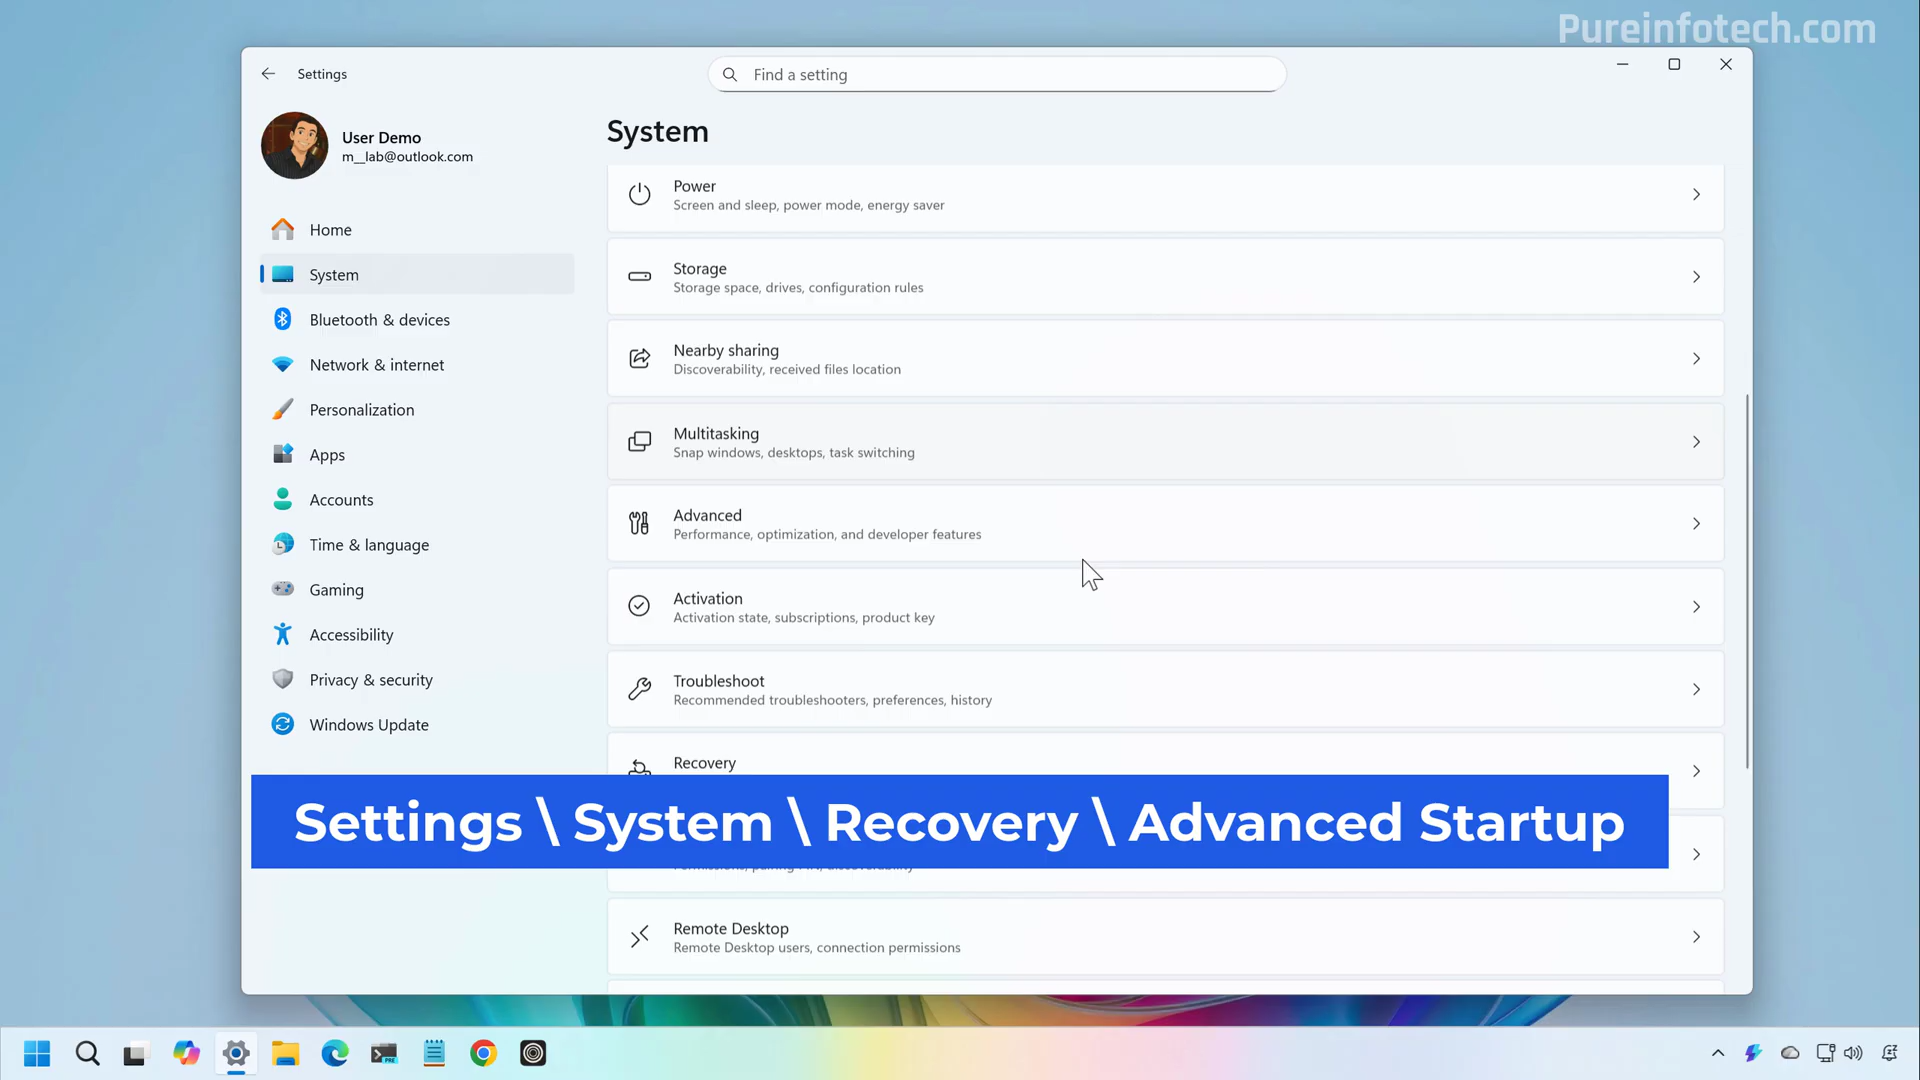 Pureinfotech.com
Settings
Find a setting
User Demo
m__lab@outlook.com
Home
System
Bluetooth & devices
Network & internet
Personalization
Apps
Accounts
Time & language
Gaming
Accessibility
Privacy & security
Windows Update
System
Power
Screen and sleep, power mode, energy saver
Storage
Storage space, drives, configuration rules
Nearby sharing
Discoverability, received files location
Multitasking
Snap windows, desktops, task switching
Advanced
Performance, optimization, and developer features
Activation
Activation state, subscriptions, product key
Troubleshoot
Recommended troubleshooters, preferences, history
Recovery
Settings \ System \ Recovery \ Advanced Startup
Remote Desktop
Remote Desktop users, connection permissions
PRE